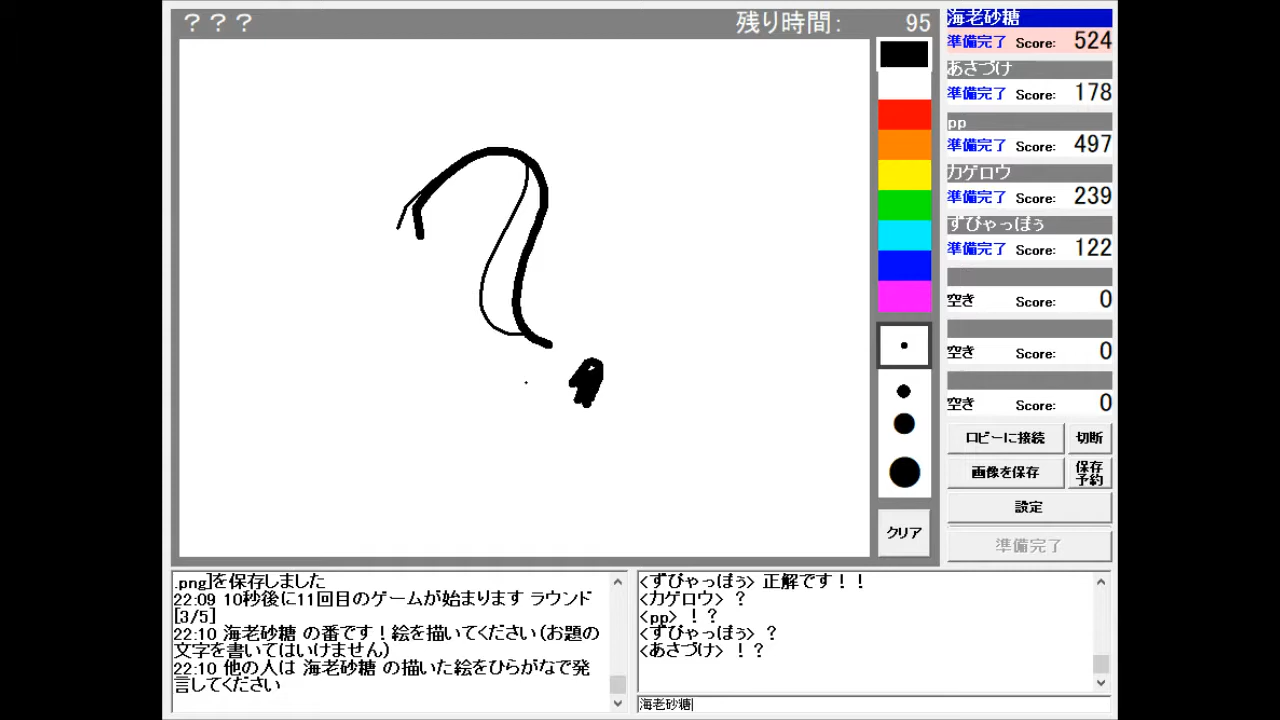 ？？？
残り時間: 95
海老砂糖
準備完了 Score: 524
あさづけ
準備完了 Score: 178
pp
準備完了 Score: 497
カゲロウ
準備完了 Score: 239
ずびゃっぽぅ
準備完了 Score: 122
空き Score: 0
空き Score: 0
空き Score: 0
ロビーに接続 切断
画像を保存 保存予約
設定
準備完了
クリア
.png]を保存しました
22:09 10秒後に11回目のゲームが始まります ラウンド
[3/5]
22:10 海老砂糖 の番です！絵を描いてください（お題の
文字を書いてはいけません）
22:10 他の人は 海老砂糖 の描いた絵をひらがなで発
言してください
<ずびゃっぽぅ> 正解です！！
<カゲロウ> ？
<pp> ！？
<ずびゃっぽぅ> ？
<あさづけ> ！？
海老砂糖